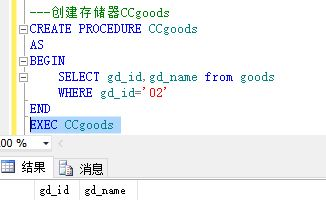 ---创建存储器CCgoods
CREATE PROCEDURE CCgoods
AS
BEGIN
SELECT gd_id,gd_name from goods
WHERE gd_id='02'
END
EXEC CCgoods
00 %
结果 消息
gd_id gd_name